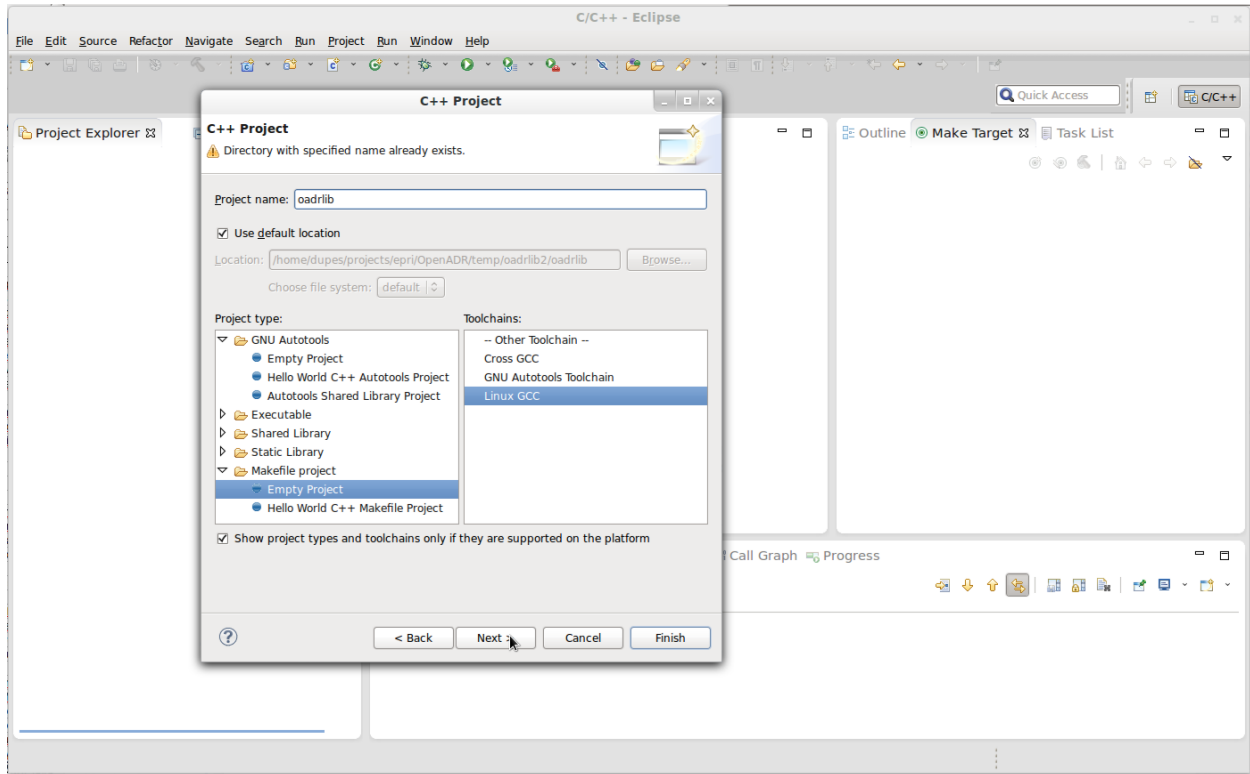 C/C++ - Eclipse
File Edit Source Refactor Navigate Search Run Project Run Window Help
Quick Access
C/C++
Project Explorer
Outline Make Target Task List
C++ Project
C++ Project
Directory with specified name already exists.
Project name: oadrlib
Use default location
Location: /home/dupes/projects/epri/OpenADR/temp/oadrlib2/oadrlib Browse...
Choose file system: default
Project type: Toolchains:
GNU Autotools -- Other Toolchain --
Empty Project Cross GCC
Hello World C++ Autotools Project GNU Autotools Toolchain
Autotools Shared Library Project Linux GCC
Executable
Shared Library
Static Library
Makefile project
Empty Project
Hello World C++ Makefile Project
Show project types and toolchains only if they are supported on the platform
Call Graph Progress
< Back Next > Cancel Finish